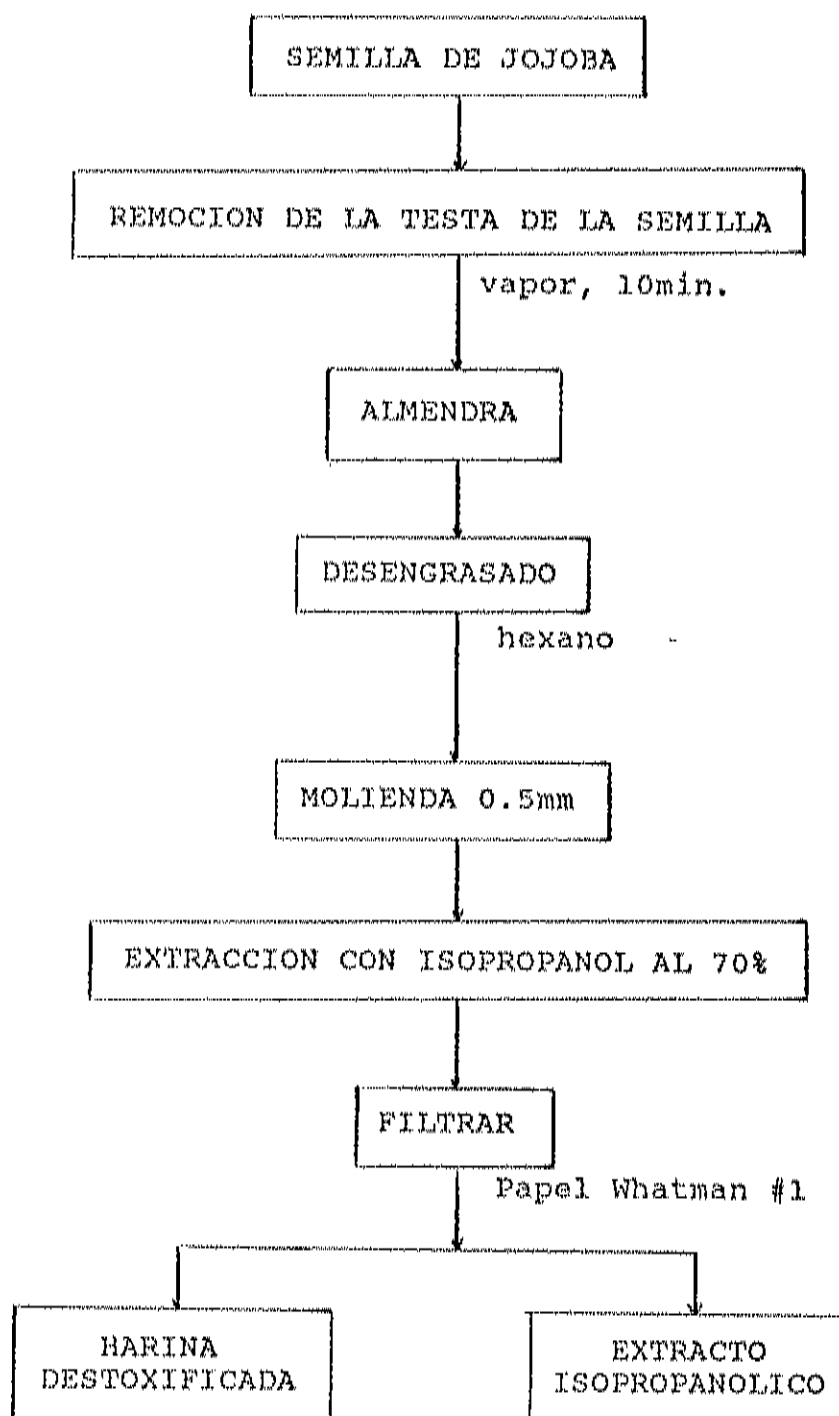 SEMILLA DE JOJOBA
REMOCION DE LA TESTA DE LA SEMILLA
vapor, 10min.
ALMENDRA
DESENGRASADO
hexano
MOLIENDA 0.5mm
EXTRACCION CON ISOPROPANOL AL 70%
FILTRAR
Papel Whatman #1
HARINA
DESTOXIFICADA
EXTRACTO
ISOPROPANOLICO